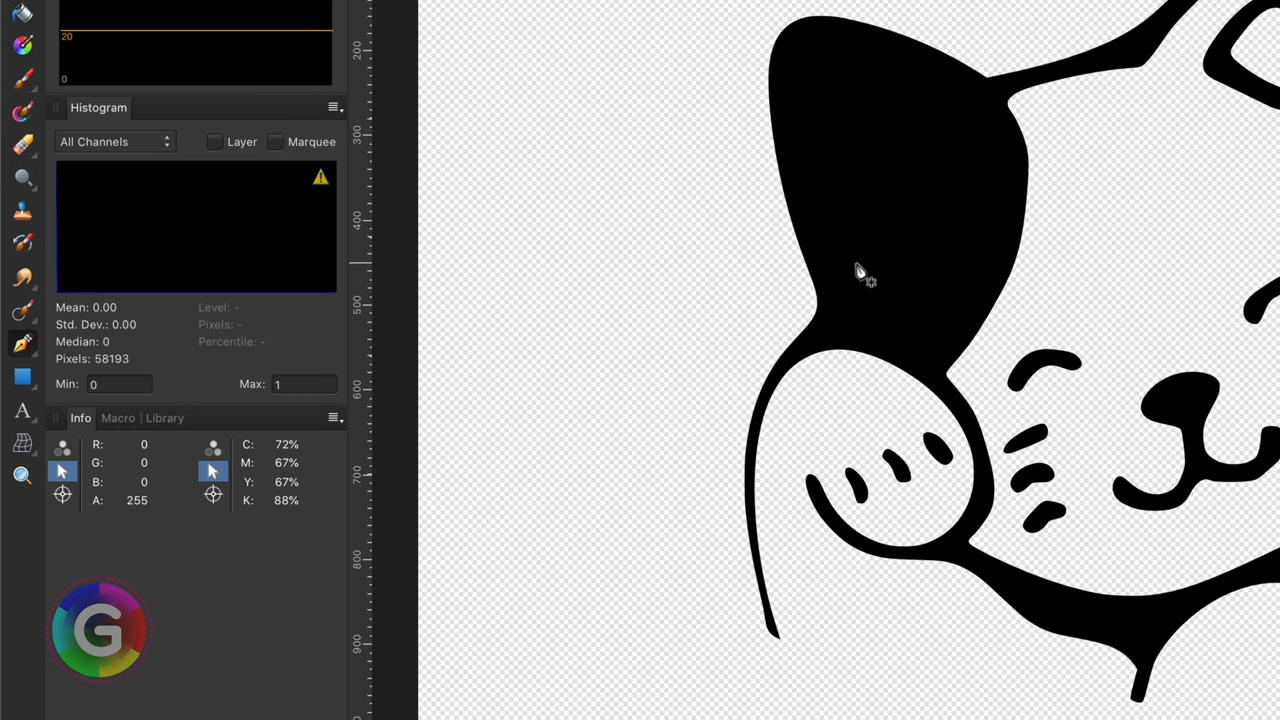 20
0
Histogram
All Channels
Layer
Marquee
Mean: 0.00
Level: -
Std. Dev.: 0.00
Pixels: -
Median: 0
Percentile: -
Pixels: 58193
Min: 0
Max: 1
Info
Macro
Library
R: 0
C: 72%
G: 0
M: 67%
B: 0
Y: 67%
A: 255
K: 88%
A
G
200
300
400
500
600
700
800
900